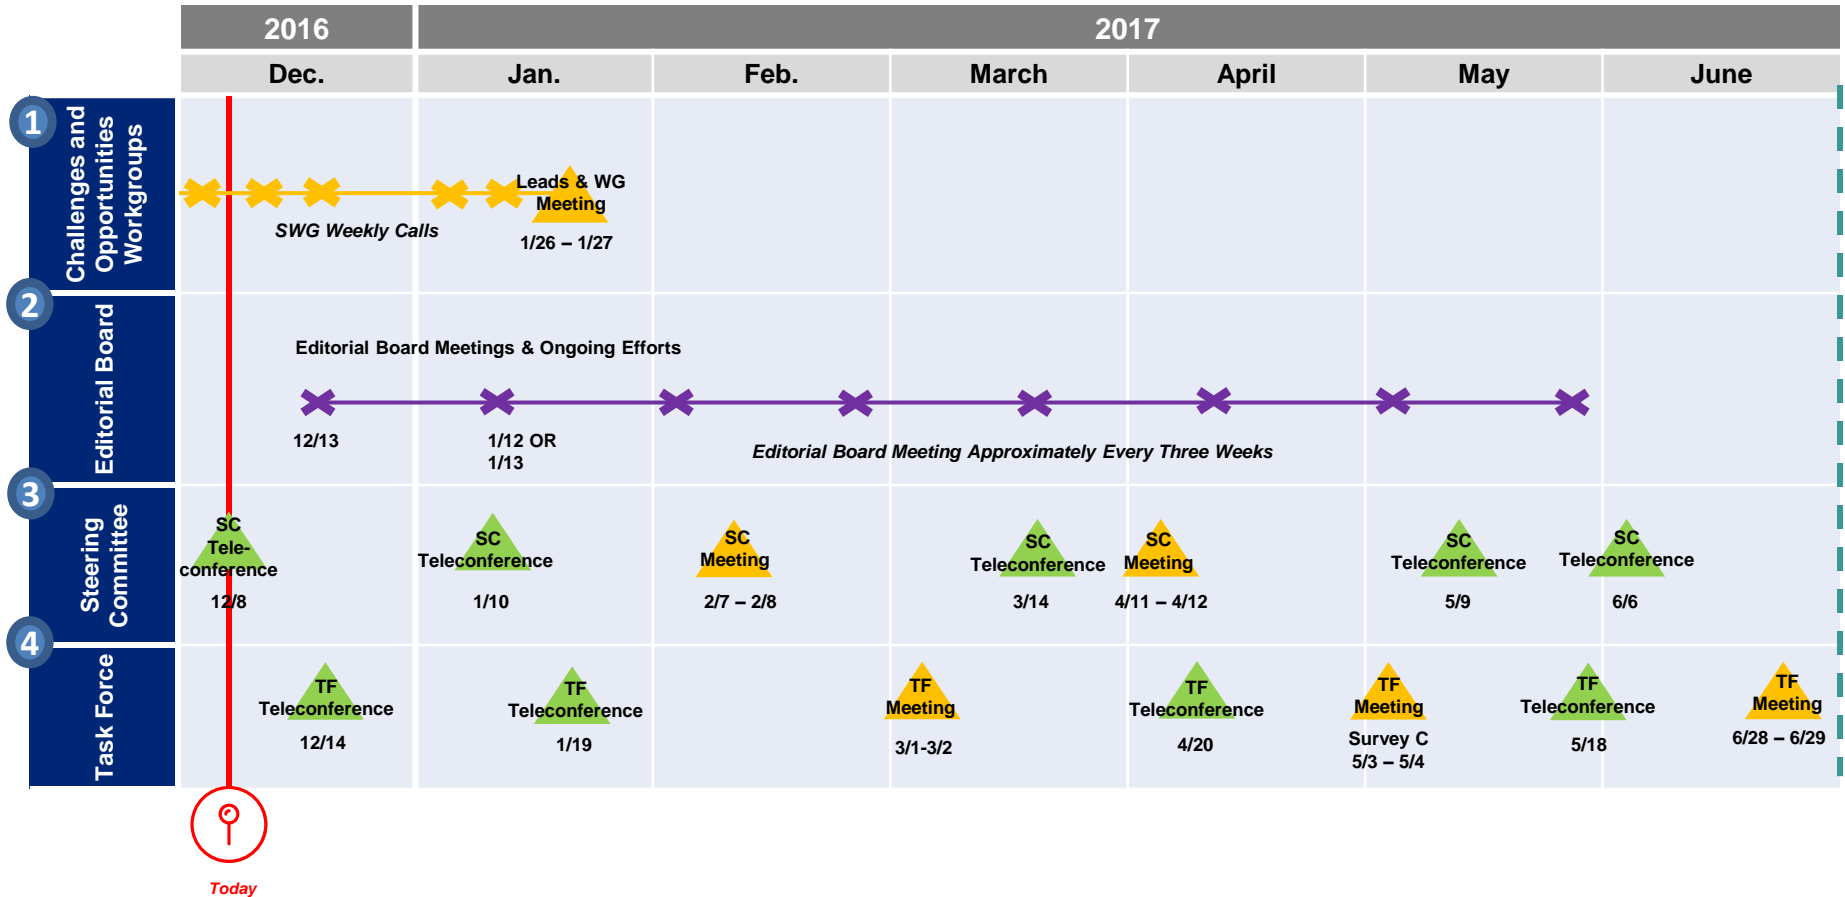 2016
2017
Dec.
Jan.
Feb.
March
April
May
June
1
Challenges and
Opportunities
Workgroups
Leads & WG
Meeting
SWG Weekly Calls
1/26 – 1/27
2
Editorial Board
Editorial Board Meetings & Ongoing Efforts
12/13
1/12 OR
1/13
Editorial Board Meeting Approximately Every Three Weeks
3
Steering
Committee
SC
Tele-
conference
12/8
SC
Teleconference
1/10
SC
Meeting
2/7 – 2/8
SC
Teleconference
3/14
SC
Meeting
4/11 – 4/12
SC
Teleconference
5/9
SC
Teleconference
6/6
4
Task Force
TF
Teleconference
12/14
TF
Teleconference
1/19
TF
Meeting
3/1-3/2
TF
Teleconference
4/20
TF
Meeting
Survey C
5/3 – 5/4
TF
Teleconference
5/18
TF
Meeting
6/28 – 6/29
Today